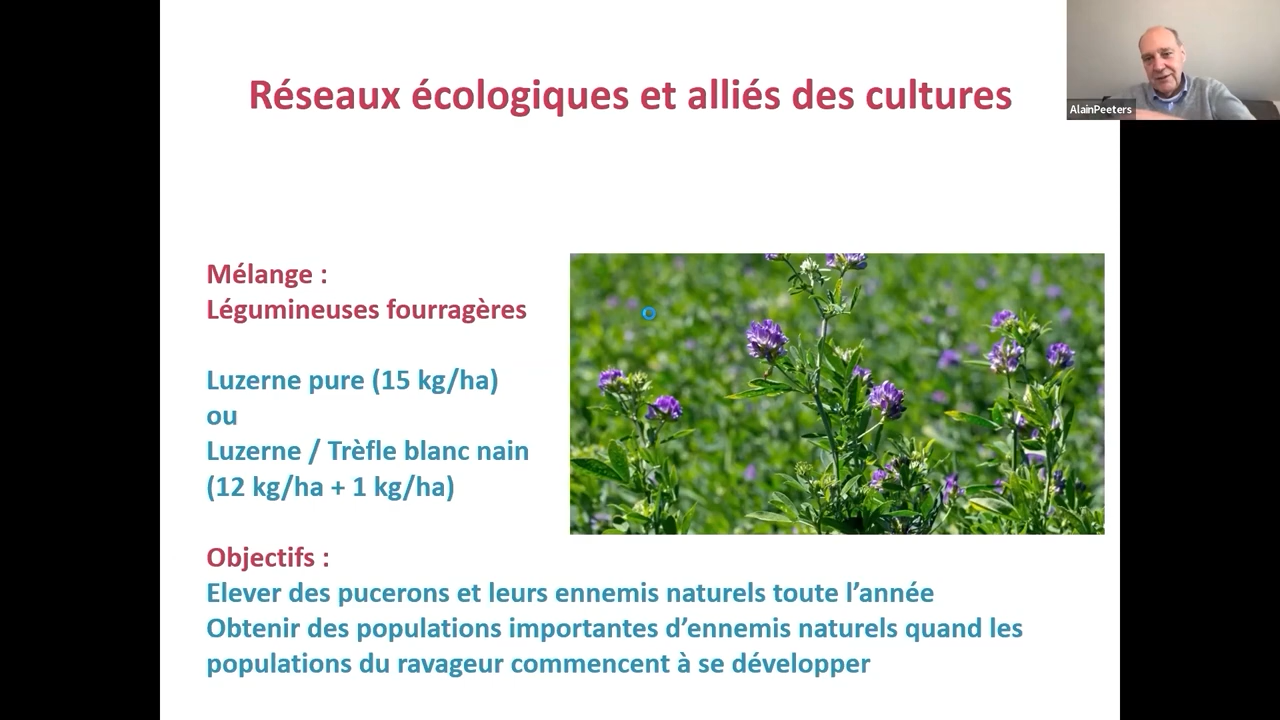 Réseaux écologiques et alliés des cultures
AlainPeeters
Mélange :
Légumineuses fourragères
Luzerne pure (15 kg/ha)
ou
Luzerne / Trèfle blanc nain
(12 kg/ha + 1 kg/ha)
Objectifs :
Elever des pucerons et leurs ennemis naturels toute l’année
Obtenir des populations importantes d’ennemis naturels quand les
populations du ravageur commencent à se développer